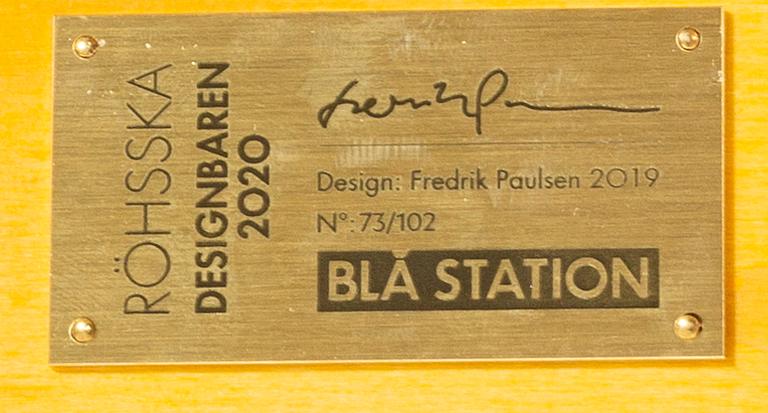 RÖHSSKA
DESIGNBAREN
2020
Design: Fredrik Paulsen 2019
N°: 73/102
BLÅ STATION